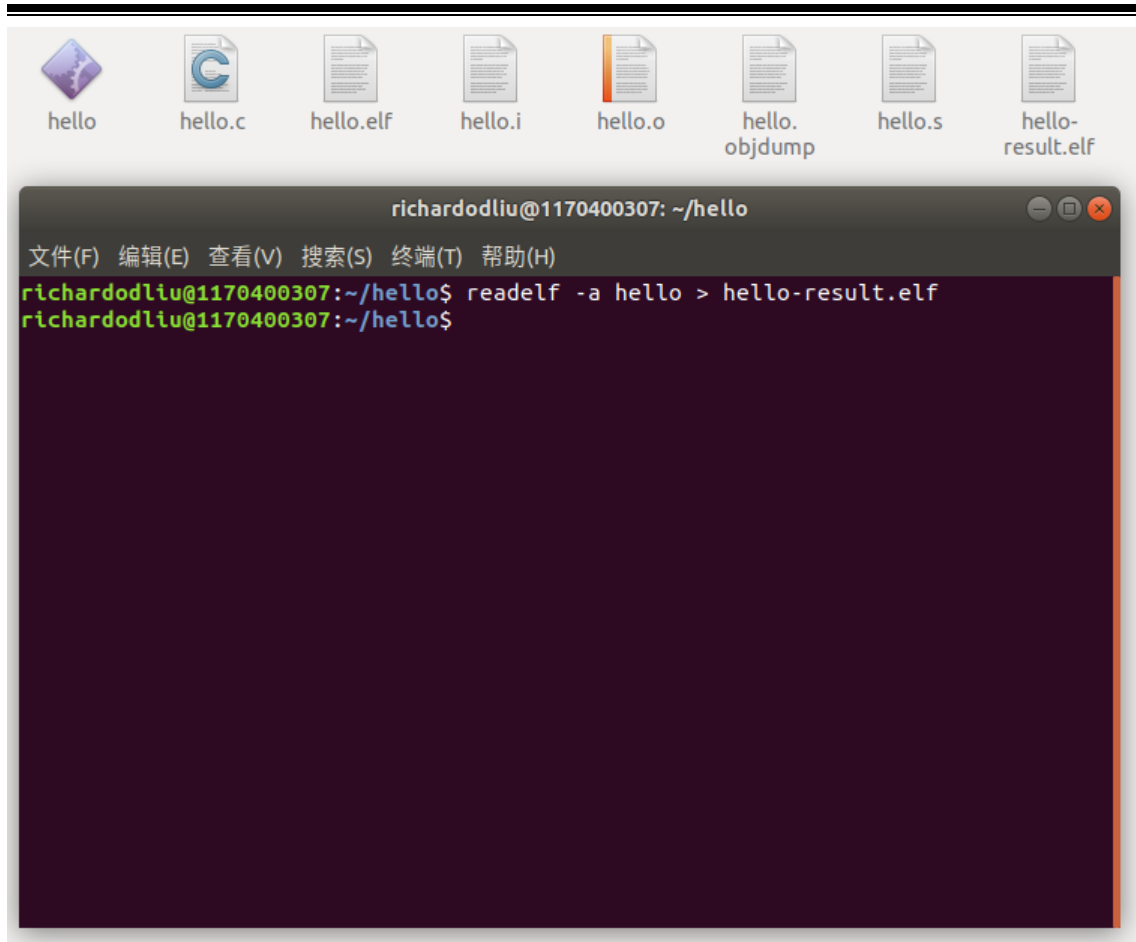 hello hello.c hello.elf hello.i hello.o hello. hello.s hello-
objdump result.elf
richardodliu@1170400307: ~/hello
文件(F) 编辑(E) 查看(V) 搜索(S) 终端(T) 帮助(H)
richardodliu@1170400307:~/hello$ readelf -a hello > hello-result.elf
richardodliu@1170400307:~/hello$